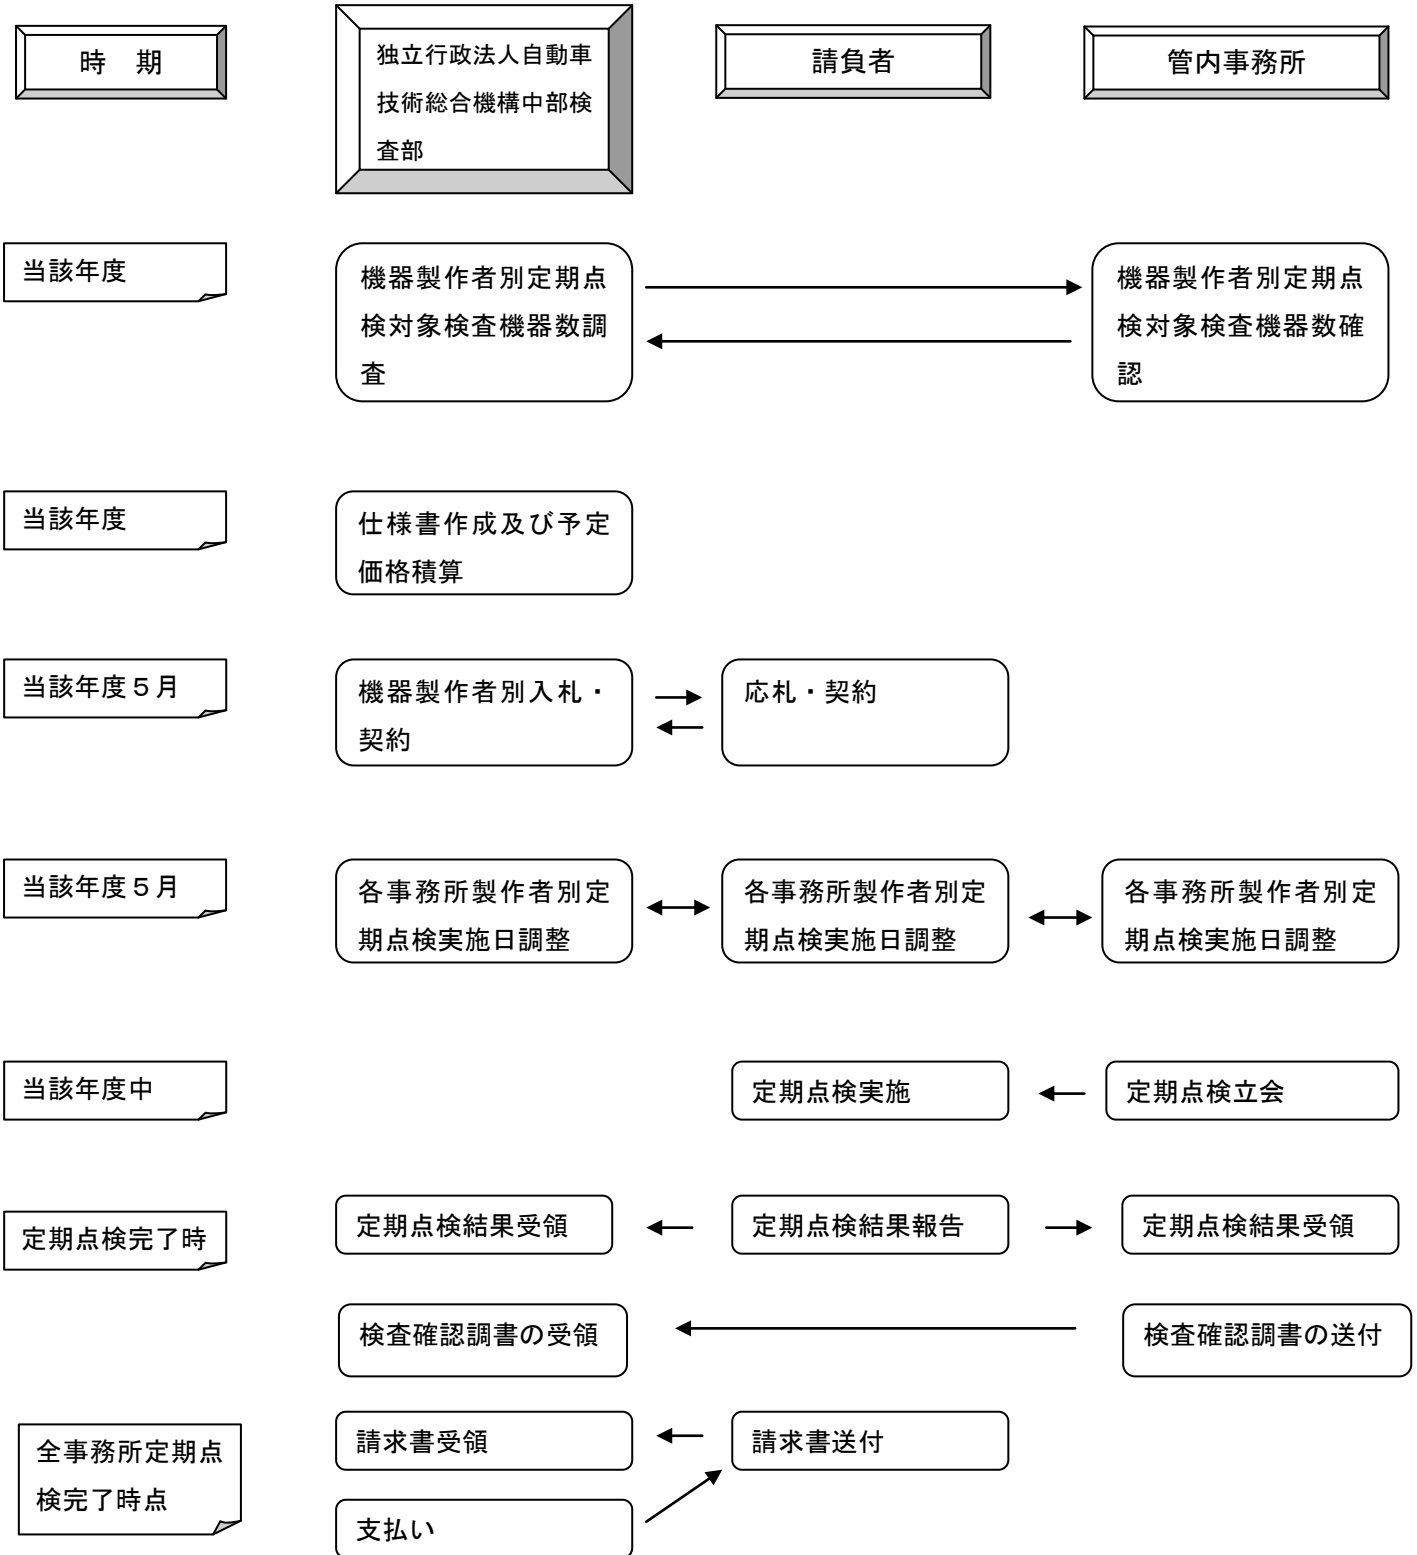 時　期
独立行政法人自動車
技術総合機構中部検
査部
請負者
管内事務所
当該年度
機器製作者別定期点
検対象検査機器数調
査
機器製作者別定期点
検対象検査機器数確
認
当該年度
仕様書作成及び予定
価格積算
当該年度５月
機器製作者別入札・
契約
応札・契約
当該年度５月
各事務所製作者別定
期点検実施日調整
各事務所製作者別定
期点検実施日調整
各事務所製作者別定
期点検実施日調整
当該年度中
定期点検実施
定期点検立会
定期点検完了時
定期点検結果受領
定期点検結果報告
定期点検結果受領
検査確認調書の受領
検査確認調書の送付
全事務所定期点
検完了時点
請求書受領
請求書送付
支払い